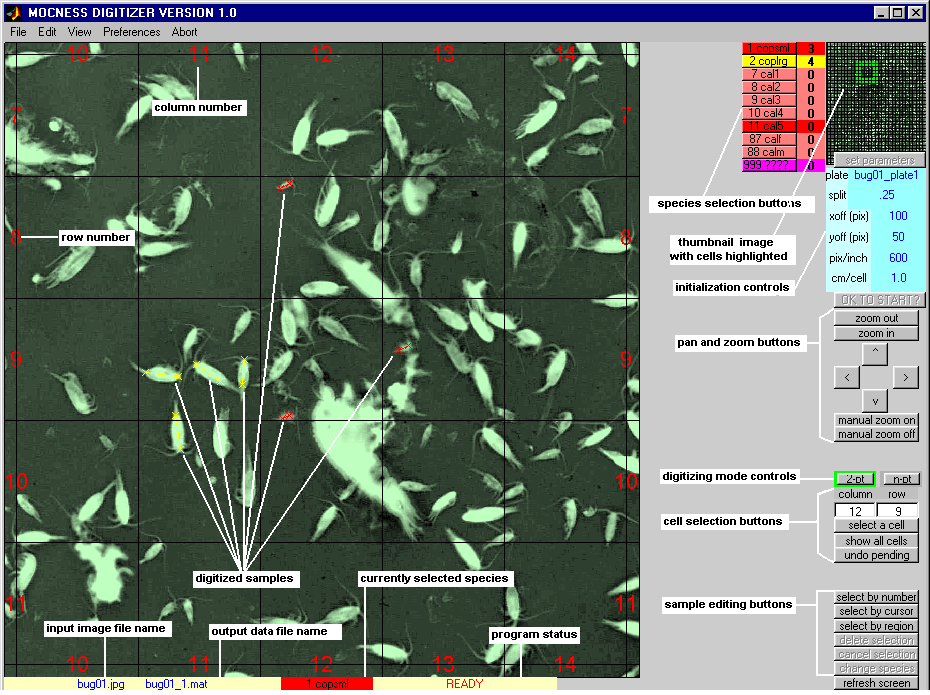 MOCNESS DIGITIZER VERSION 1.0
File Edit View Preferences Abort
10 11 12 13 14
1 copsml 3
2 coplrg 4
7 cal1 0
8 cal2 0
9 cal3 0
10 cal4 0
11 cal5 0
87 calf 0
88 calm 0
999 ???? 0
column number
7 7
set parameters
plate bug01_plate1
split .25
xoff (pix) 100
yoff (pix) 50
pix/inch 600
cm/cell 1.0
species selection buttons
row number
8 8
thumbnail image
with cells highlighted
initialization controls
OK TO START?
zoom out
zoom in
pan and zoom buttons
^
< >
v
manual zoom on
manual zoom off
9 9
digitizing mode controls
2-pt n-pt
column row
12 9
cell selection buttons
select a cell
show all cells
undo pending
10 10
digitized samples
currently selected species
sample editing buttons
select by number
select by cursor
select by region
delete selection
cancel selection
change species
refresh screen
11 11
input image file name
output data file name
program status
10 11 12 13 14
bug01.jpg bug01_1.mat 1 copsml READY